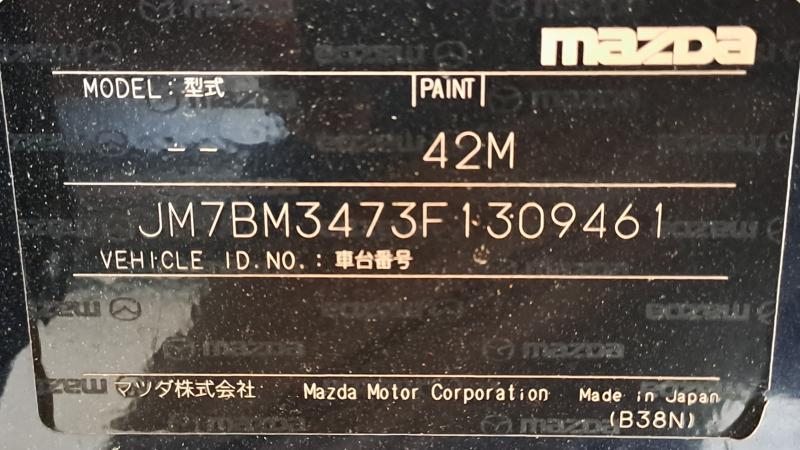 mazda
MODEL: 型式 PAINT
-- 42M
JM7BM3473F1309461
VEHICLE ID.NO.: 車台番号
マツダ株式会社 Mazda Motor Corporation Made in Japan
(B38N)